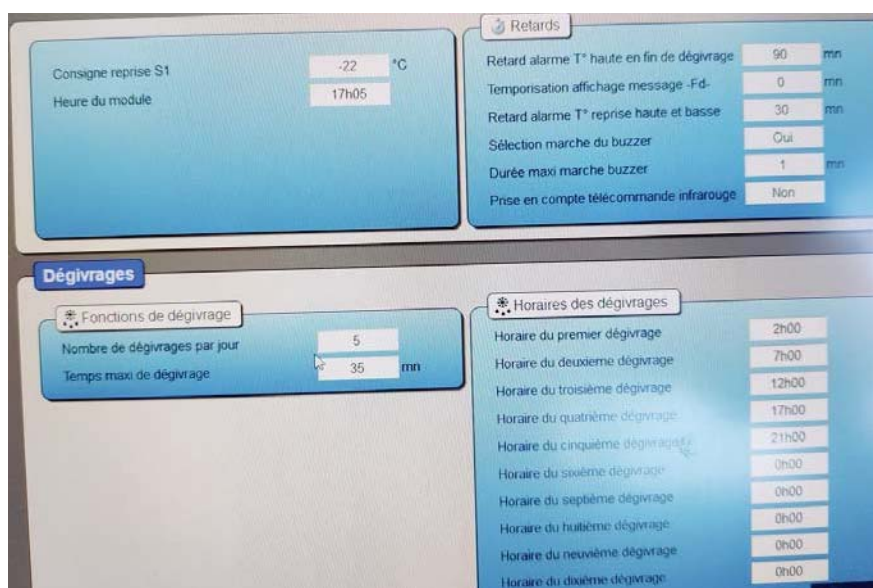 Consigne reprise S1 -22 °C
Heure du module 17h05
Retards
Retard alarme T° haute en fin de dégivrage 90 mn
Temporisation affichage message -Fd- 0 mn
Retard alarme T° reprise haute et basse 30 mn
Sélection marche du buzzer Oui
Durée maxi marche buzzer 1 mn
Prise en compte télécommande infrarouge Non
Dégivrages
Fonctions de dégivrage
Nombre de dégivrages par jour 5
Temps maxi de dégivrage 35 mn
Horaires des dégivrages
Horaire du premier dégivrage 2h00
Horaire du deuxième dégivrage 7h00
Horaire du troisième dégivrage 12h00
Horaire du quatrième dégivrage 17h00
Horaire du cinquième dégivrage 21h00
Horaire du sixième dégivrage 0h00
Horaire du septième dégivrage 0h00
Horaire du huitième dégivrage 0h00
Horaire du neuvième dégivrage 0h00
Horaire du dixième dégivrage 0h00